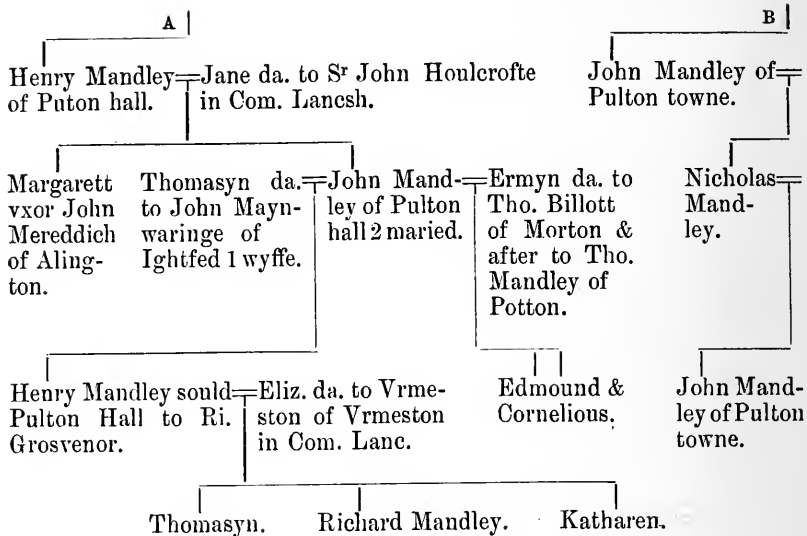 A
B
Henry Mandley
of Puton hall.
Jane da. to Sʳ John Houlcrofte
in Com. Lancsh.
John Mandley of
Pulton towne.
Margarett
vxor John
Mereddich
of Aling-
ton.
Thomasyn da.
to John Mayn-
waringe of
Ightfed 1 wyffe.
John Mand-
ley of Pulton
hall 2 maried.
Ermyn da. to
Tho. Billott
of Morton &
after to Tho.
Mandley of
Potton.
Nicholas
Mand-
ley.
Henry Mandley sould
Pulton Hall to Ri.
Grosvenor.
Eliz. da. to Vrme-
ston of Vrmeston
in Com. Lanc.
Edmound &
Cornelious.
John Mand-
ley of Pulton
towne.
Thomasyn.
Richard Mandley.
Katharen.